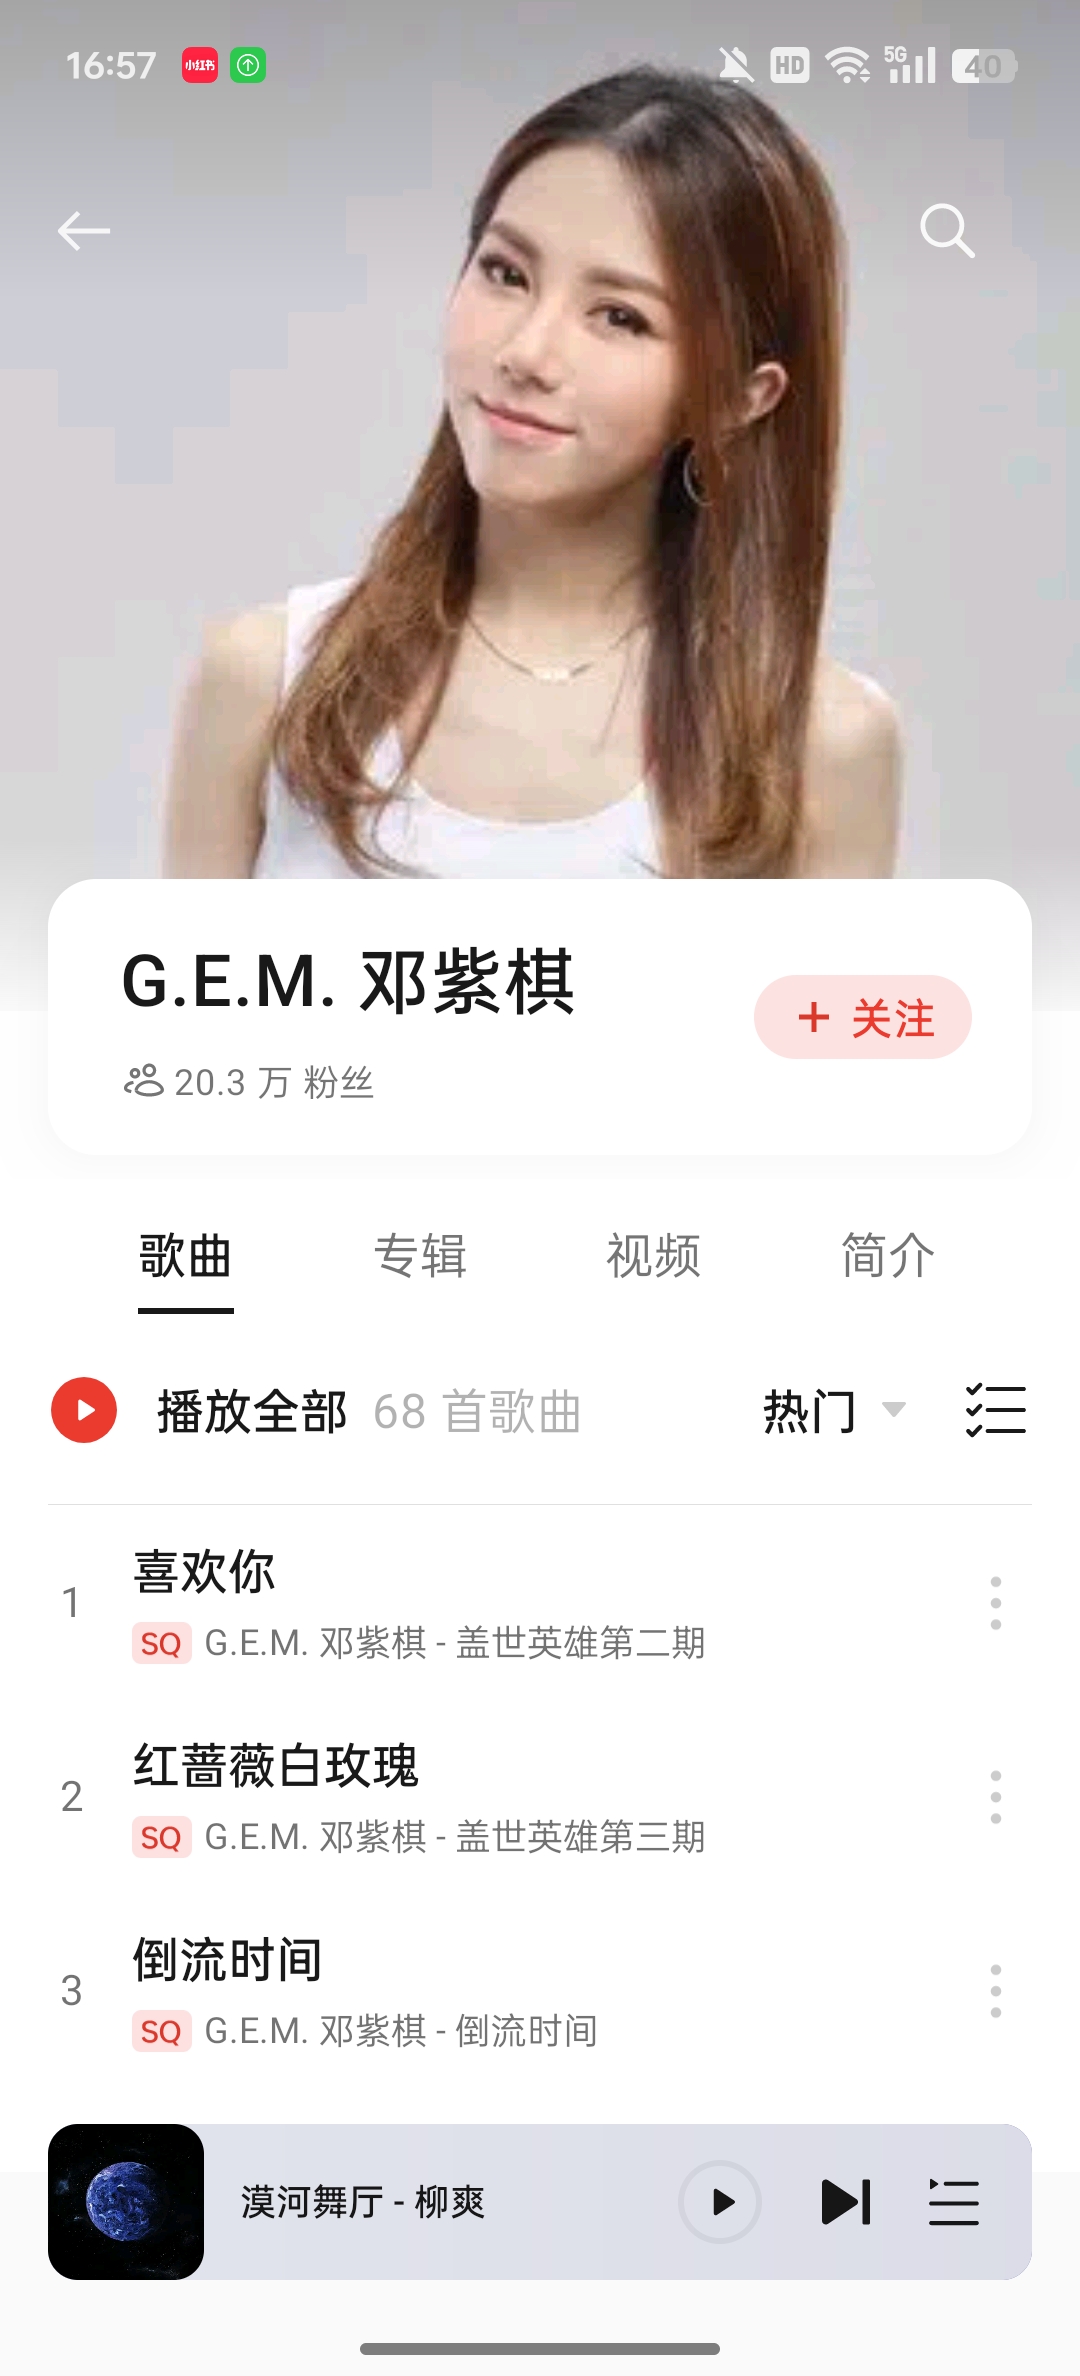 16:57
小红书
HD
5G
40
G.E.M. 邓紫棋
20.3 万 粉丝
+ 关注
歌曲
专辑
视频
简介
播放全部 68 首歌曲
热门
1
喜欢你
SQ G.E.M. 邓紫棋 - 盖世英雄第二期
2
红蔷薇白玫瑰
SQ G.E.M. 邓紫棋 - 盖世英雄第三期
3
倒流时间
SQ G.E.M. 邓紫棋 - 倒流时间
漠河舞厅 - 柳爽